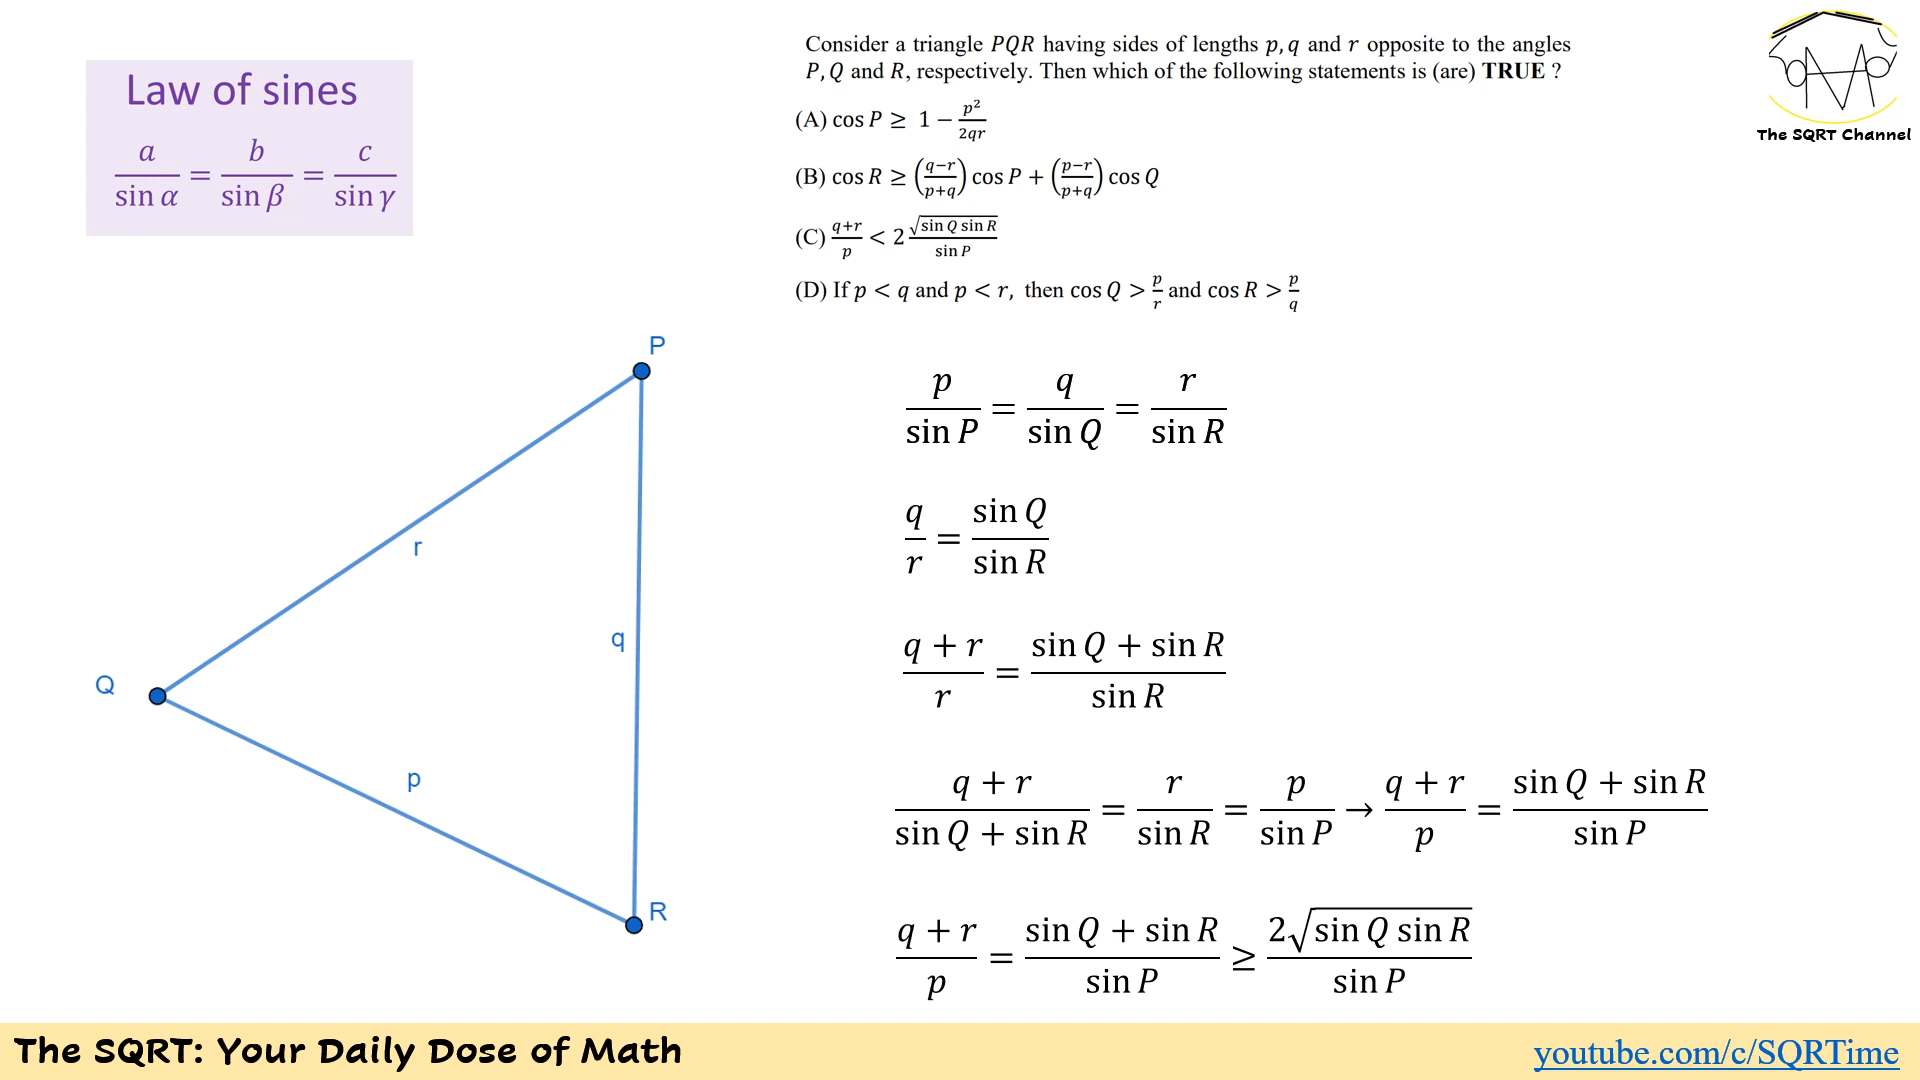 Law of sines
a/sin α = b/sin β = c/sin γ
Consider a triangle PQR having sides of lengths p, q and r opposite to the angles
P, Q and R, respectively. Then which of the following statements is (are) TRUE ?
(A) cos P ≥ 1 − p²/2qr
(B) cos R ≥ ((q−r)/(p+q)) cos P + ((p−r)/(p+q)) cos Q
(C) (q+r)/p < 2 √(sin Q sin R)/sin P
(D) If p < q and p < r, then cos Q > p/r and cos R > p/q
The SQRT Channel
P
r
q
Q
p
R
p/sin P = q/sin Q = r/sin R
q/r = sin Q/sin R
(q + r)/r = (sin Q + sin R)/sin R
(q + r)/(sin Q + sin R) = r/sin R = p/sin P → (q + r)/p = (sin Q + sin R)/sin P
(q + r)/p = (sin Q + sin R)/sin P ≥ 2√(sin Q sin R)/sin P
The SQRT: Your Daily Dose of Math
youtube.com/c/SQRTime